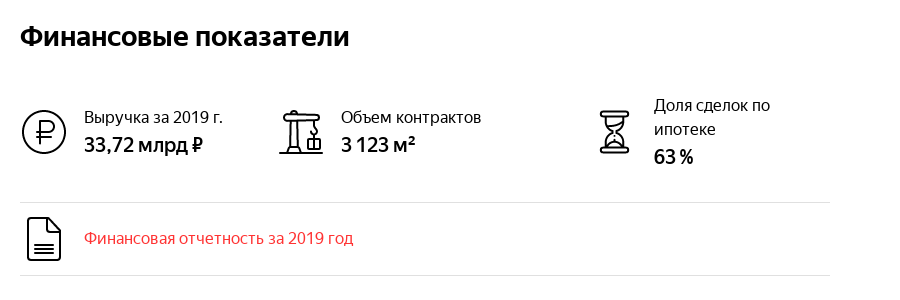 Финансовые показатели
Выручка за 2019 г.
33,72 млрд ₽
Объем контрактов
3 123 м²
Доля сделок по
ипотеке
63 %
Финансовая отчетность за 2019 год